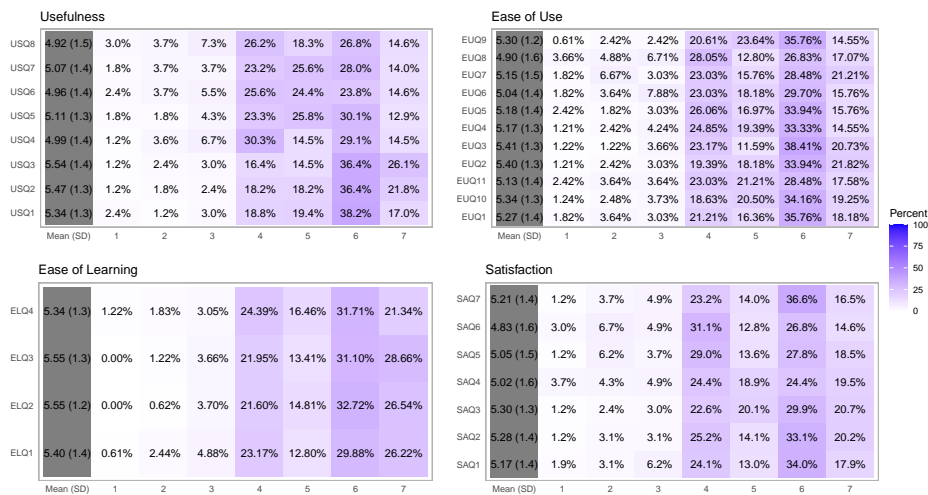 Usefulness
USQ8 4.92 (1.5) 3.0% 3.7% 7.3% 26.2% 18.3% 26.8% 14.6%
USQ7 5.07 (1.4) 1.8% 3.7% 3.7% 23.2% 25.6% 28.0% 14.0%
USQ6 4.96 (1.4) 2.4% 3.7% 5.5% 25.6% 24.4% 23.8% 14.6%
USQ5 5.11 (1.3) 1.8% 1.8% 4.3% 23.3% 25.8% 30.1% 12.9%
USQ4 4.99 (1.4) 1.2% 3.6% 6.7% 30.3% 14.5% 29.1% 14.5%
USQ3 5.54 (1.4) 1.2% 2.4% 3.0% 16.4% 14.5% 36.4% 26.1%
USQ2 5.47 (1.3) 1.2% 1.8% 2.4% 18.2% 18.2% 36.4% 21.8%
USQ1 5.34 (1.3) 2.4% 1.2% 3.0% 18.8% 19.4% 38.2% 17.0%
Mean (SD) 1 2 3 4 5 6 7
Ease of Use
EUQ9 5.30 (1.2) 0.61% 2.42% 2.42% 20.61% 23.64% 35.76% 14.55%
EUQ8 4.90 (1.6) 3.66% 4.88% 6.71% 28.05% 12.80% 26.83% 17.07%
EUQ7 5.15 (1.5) 1.82% 6.67% 3.03% 23.03% 15.76% 28.48% 21.21%
EUQ6 5.04 (1.4) 1.82% 3.64% 7.88% 23.03% 18.18% 29.70% 15.76%
EUQ5 5.18 (1.4) 2.42% 1.82% 3.03% 26.06% 16.97% 33.94% 15.76%
EUQ4 5.17 (1.3) 1.21% 2.42% 4.24% 24.85% 19.39% 33.33% 14.55%
EUQ3 5.41 (1.3) 1.22% 1.22% 3.66% 23.17% 11.59% 38.41% 20.73%
EUQ2 5.40 (1.3) 1.21% 2.42% 3.03% 19.39% 18.18% 33.94% 21.82%
EUQ11 5.13 (1.4) 2.42% 3.64% 3.64% 23.03% 21.21% 28.48% 17.58%
EUQ10 5.34 (1.3) 1.24% 2.48% 3.73% 18.63% 20.50% 34.16% 19.25%
EUQ1 5.27 (1.4) 1.82% 3.64% 3.03% 21.21% 16.36% 35.76% 18.18%
Mean (SD) 1 2 3 4 5 6 7
Percent
100
75
50
25
0
Ease of Learning
ELQ4 5.34 (1.3) 1.22% 1.83% 3.05% 24.39% 16.46% 31.71% 21.34%
ELQ3 5.55 (1.3) 0.00% 1.22% 3.66% 21.95% 13.41% 31.10% 28.66%
ELQ2 5.55 (1.2) 0.00% 0.62% 3.70% 21.60% 14.81% 32.72% 26.54%
ELQ1 5.40 (1.4) 0.61% 2.44% 4.88% 23.17% 12.80% 29.88% 26.22%
Mean (SD) 1 2 3 4 5 6 7
Satisfaction
SAQ7 5.21 (1.4) 1.2% 3.7% 4.9% 23.2% 14.0% 36.6% 16.5%
SAQ6 4.83 (1.6) 3.0% 6.7% 4.9% 31.1% 12.8% 26.8% 14.6%
SAQ5 5.05 (1.5) 1.2% 6.2% 3.7% 29.0% 13.6% 27.8% 18.5%
SAQ4 5.02 (1.6) 3.7% 4.3% 4.9% 24.4% 18.9% 24.4% 19.5%
SAQ3 5.30 (1.3) 1.2% 2.4% 3.0% 22.6% 20.1% 29.9% 20.7%
SAQ2 5.28 (1.4) 1.2% 3.1% 3.1% 25.2% 14.1% 33.1% 20.2%
SAQ1 5.17 (1.4) 1.9% 3.1% 6.2% 24.1% 13.0% 34.0% 17.9%
Mean (SD) 1 2 3 4 5 6 7